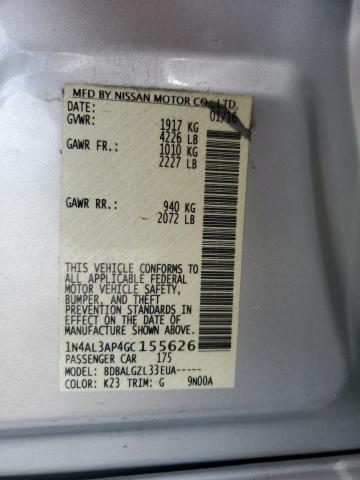 MFD BY NISSAN MOTOR CO., LTD.
DATE: 01/16
GVWR: 1917 KG
4226 LB
GAWR FR.: 1010 KG
2227 LB
GAWR RR.: 940 KG
2072 LB
THIS VEHICLE CONFORMS TO
ALL APPLICABLE FEDERAL
MOTOR VEHICLE SAFETY,
BUMPER, AND THEFT
PREVENTION STANDARDS IN
EFFECT ON THE DATE OF
MANUFACTURE SHOWN ABOVE.
1N4AL3AP4GC155626
PASSENGER CAR 175
MODEL: BDBALGZL33EUA-----
COLOR: K23 TRIM: G 9N00A